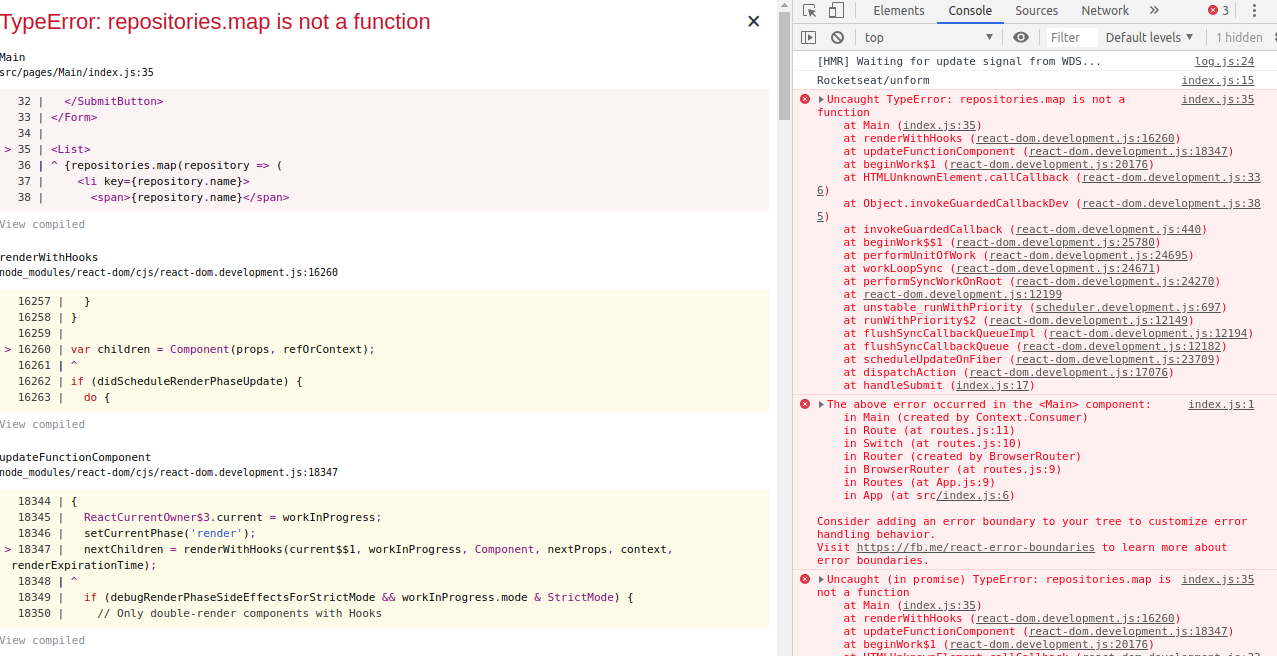 TypeError: repositories.map is not a function
×
Main
src/pages/Main/index.js:35
32 |   </SubmitButton>
33 | </Form>
34 |
> 35 | <List>
36 | ^ {repositories.map(repository => (
37 |     <li key={repository.name}>
38 |       <span>{repository.name}</span>
View compiled
renderWithHooks
node_modules/react-dom/cjs/react-dom.development.js:16260
16257 |   }
16258 | }
16259 |
> 16260 | var children = Component(props, refOrContext);
16261 | ^
16262 | if (didScheduleRenderPhaseUpdate) {
16263 |   do {
View compiled
updateFunctionComponent
node_modules/react-dom/cjs/react-dom.development.js:18347
18344 | {
18345 |   ReactCurrentOwner$3.current = workInProgress;
18346 |   setCurrentPhase('render');
> 18347 |   nextChildren = renderWithHooks(current$$1, workInProgress, Component, nextProps, context,
renderExpirationTime);
18348 | ^
18349 |   if (debugRenderPhaseSideEffectsForStrictMode && workInProgress.mode & StrictMode) {
18350 |     // Only double-render components with Hooks
View compiled
Elements Console Sources Network » 3
top Filter Default levels ▼ 1 hidden
[HMR] Waiting for update signal from WDS... log.js:24
Rocketseat/unform index.js:15
Uncaught TypeError: repositories.map is not a index.js:35
function
at Main (index.js:35)
at renderWithHooks (react-dom.development.js:16260)
at updateFunctionComponent (react-dom.development.js:18347)
at beginWork$1 (react-dom.development.js:20176)
at HTMLUnknownElement.callCallback (react-dom.development.js:33
6)
at Object.invokeGuardedCallbackDev (react-dom.development.js:38
5)
at invokeGuardedCallback (react-dom.development.js:440)
at beginWork$$1 (react-dom.development.js:25780)
at performUnitOfWork (react-dom.development.js:24695)
at workLoopSync (react-dom.development.js:24671)
at performSyncWorkOnRoot (react-dom.development.js:24270)
at react-dom.development.js:12199
at unstable_runWithPriority (scheduler.development.js:697)
at runWithPriority$2 (react-dom.development.js:12149)
at flushSyncCallbackQueueImpl (react-dom.development.js:12194)
at flushSyncCallbackQueue (react-dom.development.js:12182)
at scheduleUpdateOnFiber (react-dom.development.js:23709)
at dispatchAction (react-dom.development.js:17076)
at handleSubmit (index.js:17)
The above error occurred in the <Main> component: index.js:1
in Main (created by Context.Consumer)
in Route (at routes.js:11)
in Switch (at routes.js:10)
in Router (created by BrowserRouter)
in BrowserRouter (at routes.js:9)
in Routes (at App.js:9)
in App (at src/index.js:6)
Consider adding an error boundary to your tree to customize error
handling behavior.
Visit https://fb.me/react-error-boundaries to learn more about
error boundaries.
Uncaught (in promise) TypeError: repositories.map is index.js:35
not a function
at Main (index.js:35)
at renderWithHooks (react-dom.development.js:16260)
at updateFunctionComponent (react-dom.development.js:18347)
at beginWork$1 (react-dom.development.js:20176)